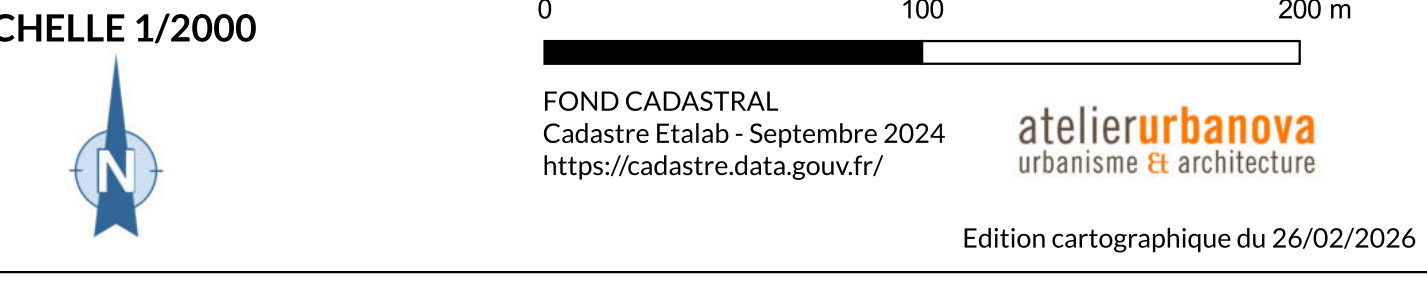 CHELLE 1/2000
0 100 200 m
N
FOND CADASTRAL
Cadastre Etalab - Septembre 2024
https://cadastre.data.gouv.fr/
atelierurbanova
urbanisme & architecture
Edition cartographique du 26/02/2026